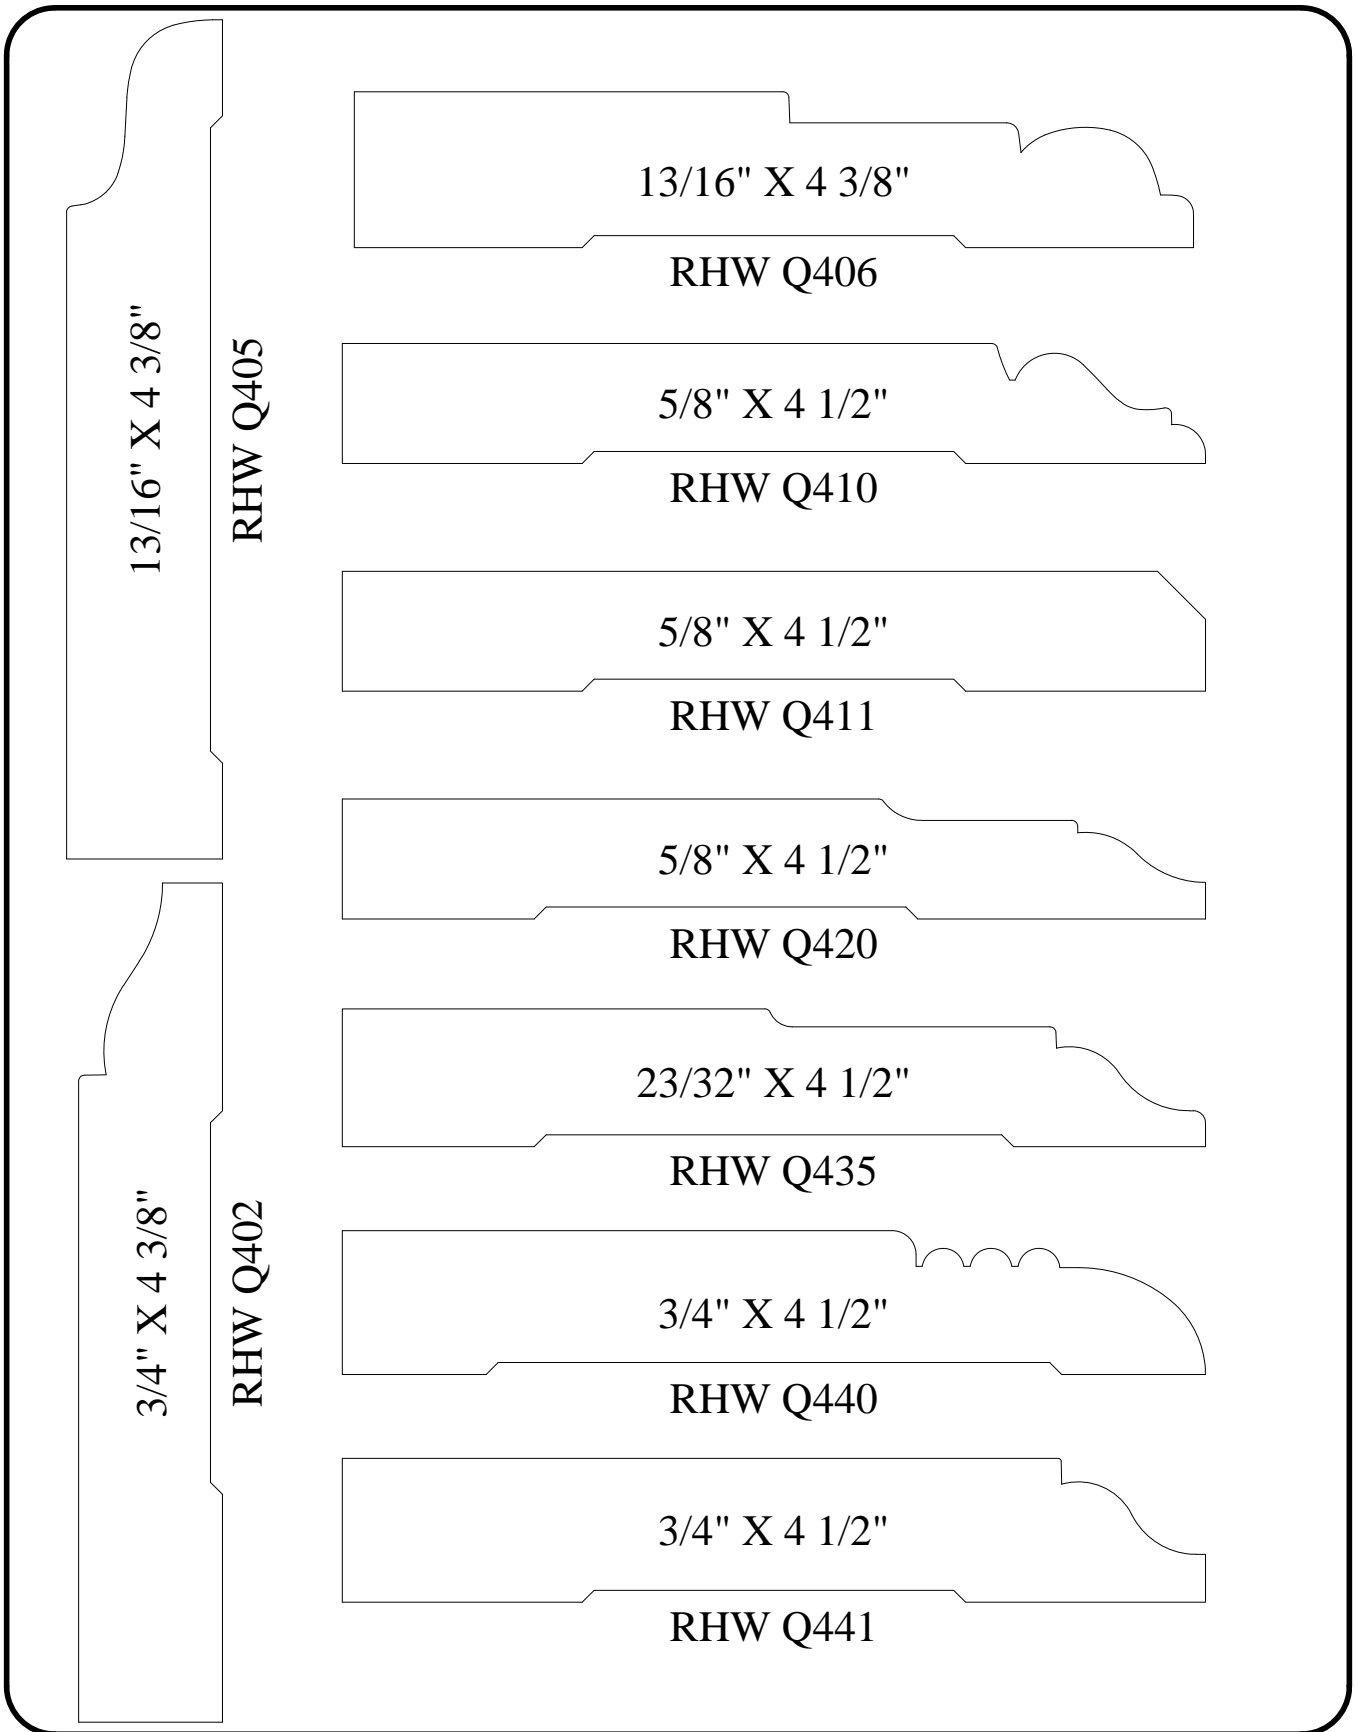 13/16" X 4 3/8"
RHW Q405
13/16" X 4 3/8"
RHW Q406
5/8" X 4 1/2"
RHW Q410
5/8" X 4 1/2"
RHW Q411
5/8" X 4 1/2"
RHW Q420
3/4" X 4 3/8"
RHW Q402
23/32" X 4 1/2"
RHW Q435
3/4" X 4 1/2"
RHW Q440
3/4" X 4 1/2"
RHW Q441